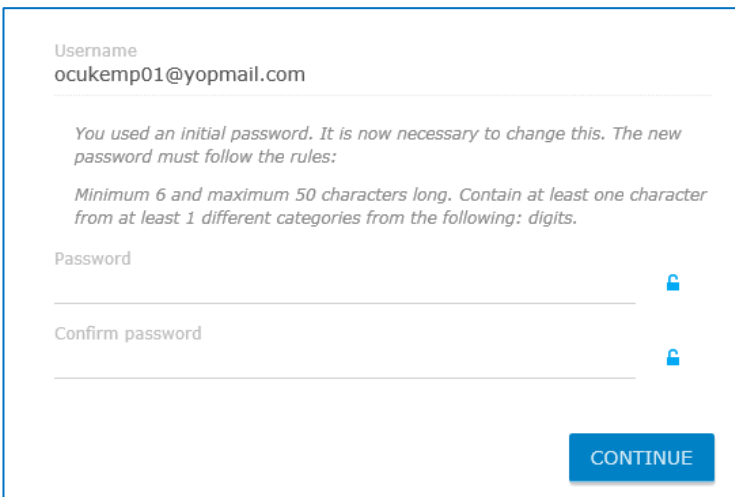 Username
ocukemp01@yopmail.com
You used an initial password. It is now necessary to change this. The new
password must follow the rules:
Minimum 6 and maximum 50 characters long. Contain at least one character
from at least 1 different categories from the following: digits.
Password
Confirm password
CONTINUE